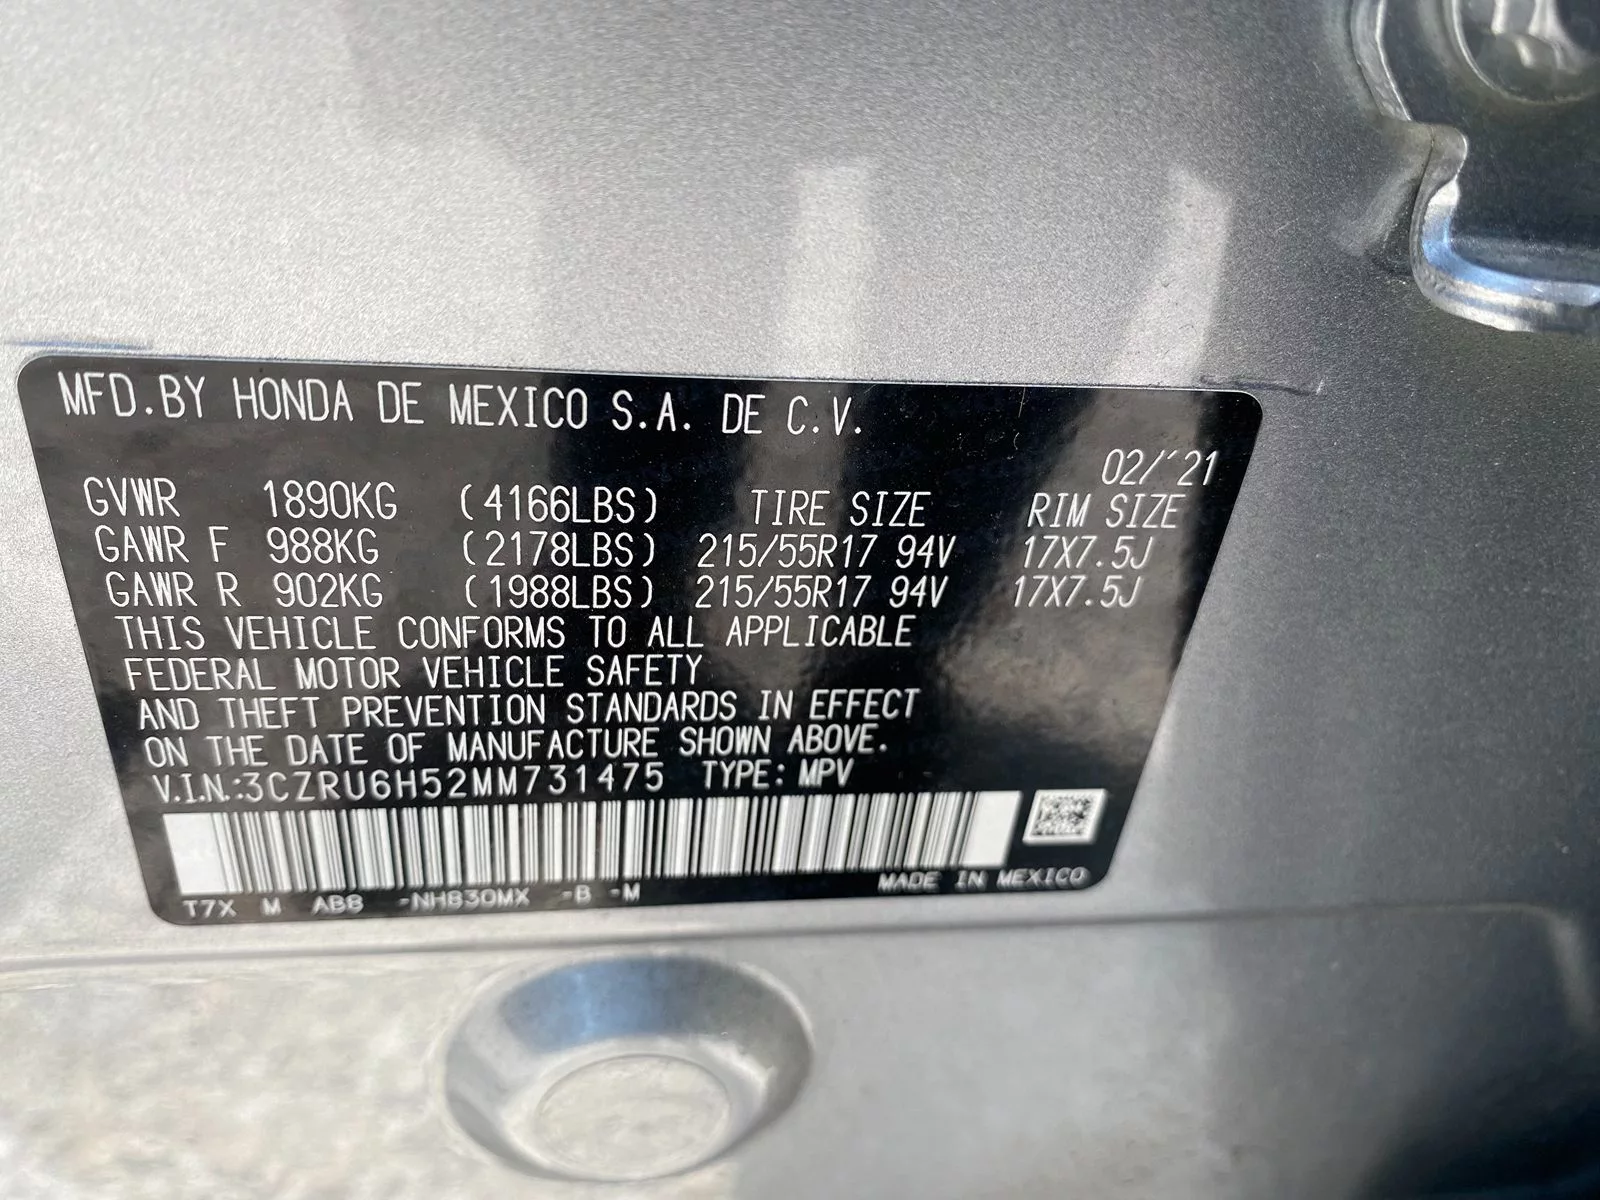 MFD.BY HONDA DE MEXICO S.A. DE C.V.
02/'21
GVWR 1890KG (4166LBS) TIRE SIZE RIM SIZE
GAWR F 988KG (2178LBS) 215/55R17 94V 17X7.5J
GAWR R 902KG (1988LBS) 215/55R17 94V 17X7.5J
THIS VEHICLE CONFORMS TO ALL APPLICABLE
FEDERAL MOTOR VEHICLE SAFETY
AND THEFT PREVENTION STANDARDS IN EFFECT
ON THE DATE OF MANUFACTURE SHOWN ABOVE.
V.I.N.:3CZRU6H52MM731475 TYPE: MPV
T7X M AB8 -NH830MX -B -M MADE IN MEXICO